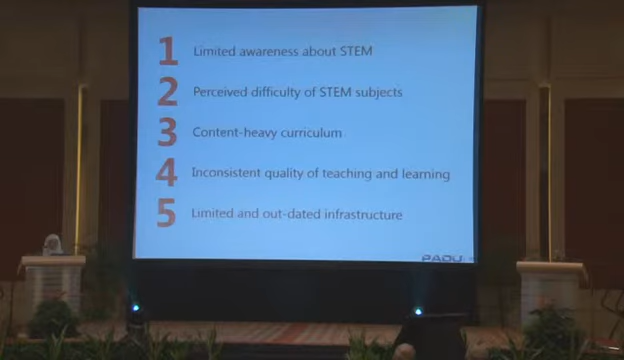 1 Limited awareness about STEM
2 Perceived difficulty of STEM subjects
3 Content-heavy curriculum
4 Inconsistent quality of teaching and learning
5 Limited and out-dated infrastructure
PADU